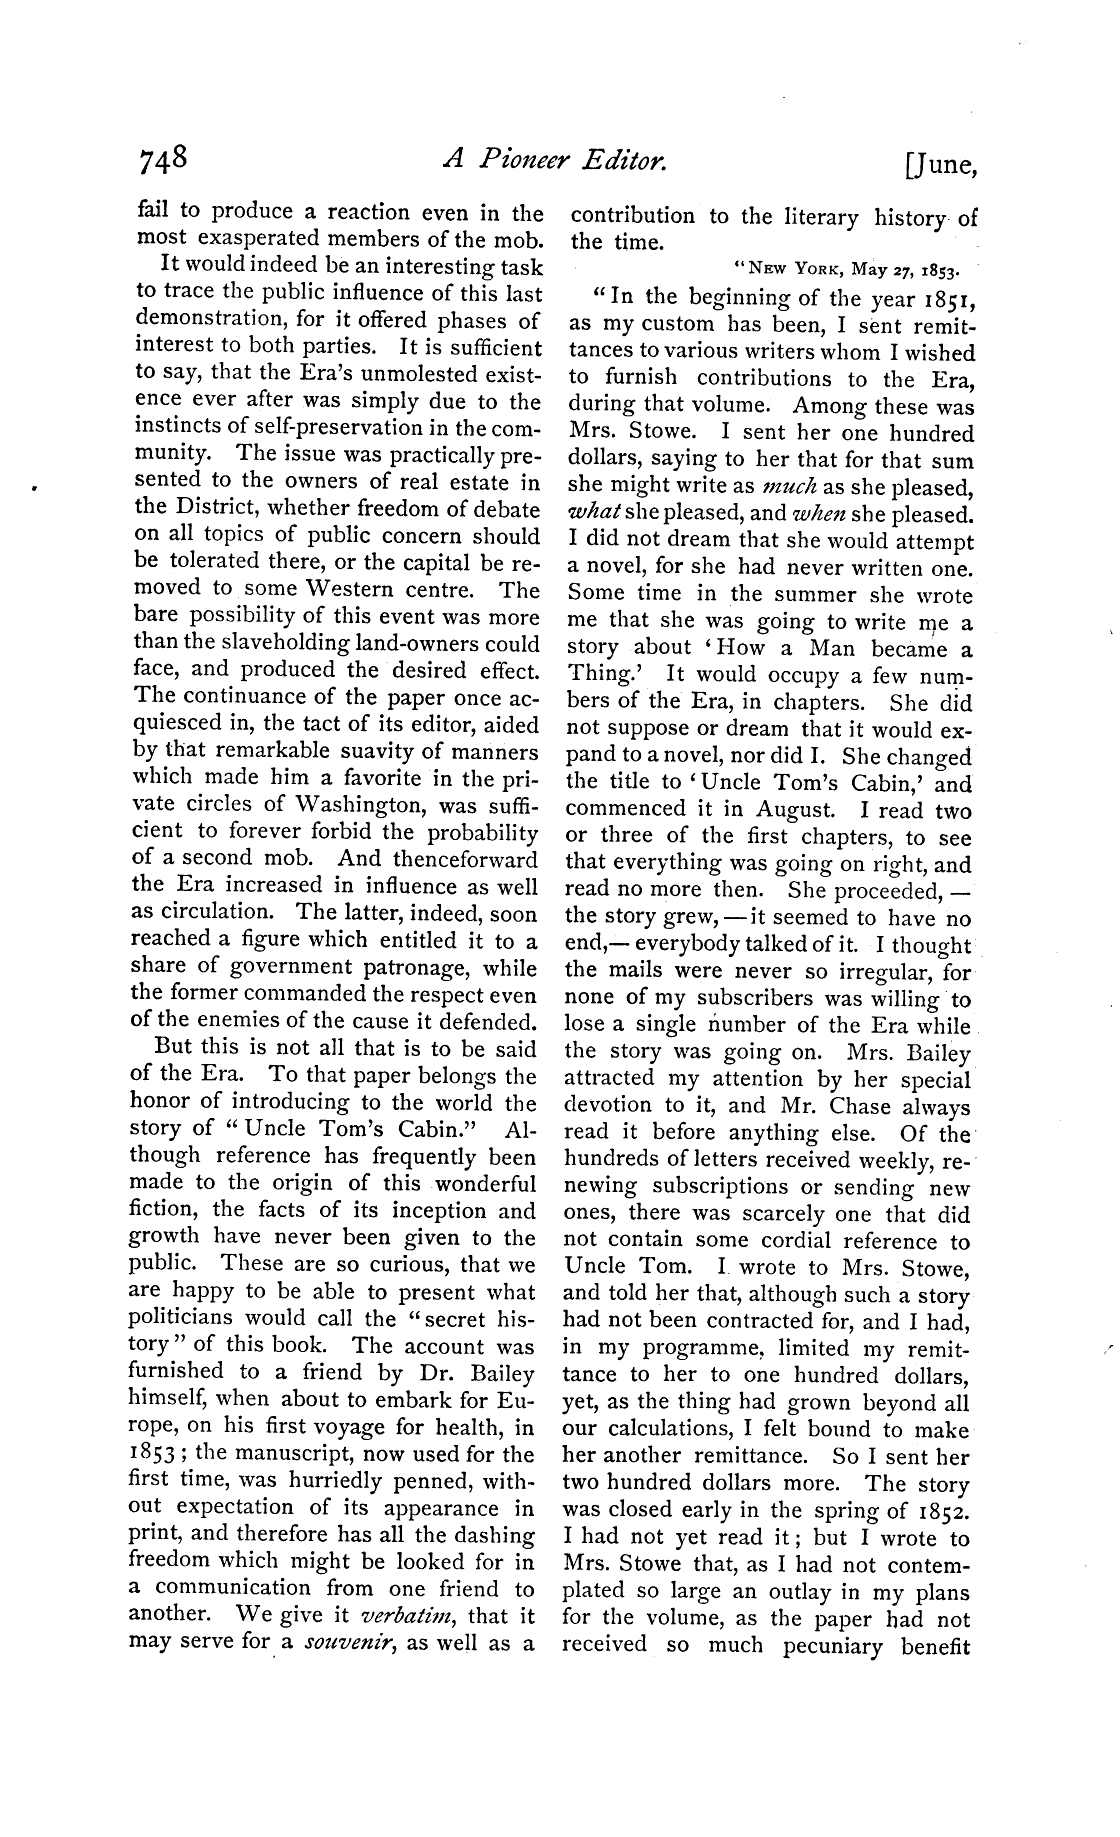 748
A Pioneer Editor.
[June,
fail to produce a reaction even in the
most exasperated members of the mob.
It would indeed be an interesting task
to trace the public influence of this last
demonstration, for it offered phases of
interest to both parties. It is sufficient
to say, that the Era's unmolested exist-
ence ever after was simply due to the
instincts of self-preservation in the com-
munity. The issue was practically pre-
sented to the owners of real estate in
the District, whether freedom of debate
on all topics of public concern should
be tolerated there, or the capital be re-
moved to some Western centre. The
bare possibility of this event was more
than the slaveholding land-owners could
face, and produced the desired effect.
The continuance of the paper once ac-
quiesced in, the tact of its editor, aided
by that remarkable suavity of manners
which made him a favorite in the pri-
vate circles of Washington, was suffi-
cient to forever forbid the probability
of a second mob. And thenceforward
the Era increased in influence as well
as circulation. The latter, indeed, soon
reached a figure which entitled it to a
share of government patronage, while
the former commanded the respect even
of the enemies of the cause it defended.
But this is not all that is to be said
of the Era. To that paper belongs the
honor of introducing to the world the
story of "Uncle Tom's Cabin." Al-
though reference has frequently been
made to the origin of this wonderful
fiction, the facts of its inception and
growth have never been given to the
public. These are so curious, that we
are happy to be able to present what
politicians would call the "secret his-
tory" of this book. The account was
furnished to a friend by Dr. Bailey
himself, when about to embark for Eu-
rope, on his first voyage for health, in
1853; the manuscript, now used for the
first time, was hurriedly penned, with-
out expectation of its appearance in
print, and therefore has all the dashing
freedom which might be looked for in
a communication from one friend to
another. We give it verbatim, that it
may serve for a souvenir, as well as a
contribution to the literary history of
the time.
"NEW YORK, May 27, 1853.
"In the beginning of the year 1851,
as my custom has been, I sent remit-
tances to various writers whom I wished
to furnish contributions to the Era,
during that volume. Among these was
Mrs. Stowe. I sent her one hundred
dollars, saying to her that for that sum
she might write as much as she pleased,
what she pleased, and when she pleased.
I did not dream that she would attempt
a novel, for she had never written one.
Some time in the summer she wrote
me that she was going to write me a
story about 'How a Man became a
Thing.' It would occupy a few num-
bers of the Era, in chapters. She did
not suppose or dream that it would ex-
pand to a novel, nor did I. She changed
the title to 'Uncle Tom's Cabin,' and
commenced it in August. I read two
or three of the first chapters, to see
that everything was going on right, and
read no more then. She proceeded, —
the story grew, — it seemed to have no
end,— everybody talked of it. I thought
the mails were never so irregular, for
none of my subscribers was willing to
lose a single number of the Era while
the story was going on. Mrs. Bailey
attracted my attention by her special
devotion to it, and Mr. Chase always
read it before anything else. Of the
hundreds of letters received weekly, re-
newing subscriptions or sending new
ones, there was scarcely one that did
not contain some cordial reference to
Uncle Tom. I wrote to Mrs. Stowe,
and told her that, although such a story
had not been contracted for, and I had,
in my programme, limited my remit-
tance to her to one hundred dollars,
yet, as the thing had grown beyond all
our calculations, I felt bound to make
her another remittance. So I sent her
two hundred dollars more. The story
was closed early in the spring of 1852.
I had not yet read it; but I wrote to
Mrs. Stowe that, as I had not contem-
plated so large an outlay in my plans
for the volume, as the paper had not
received so much pecuniary benefit